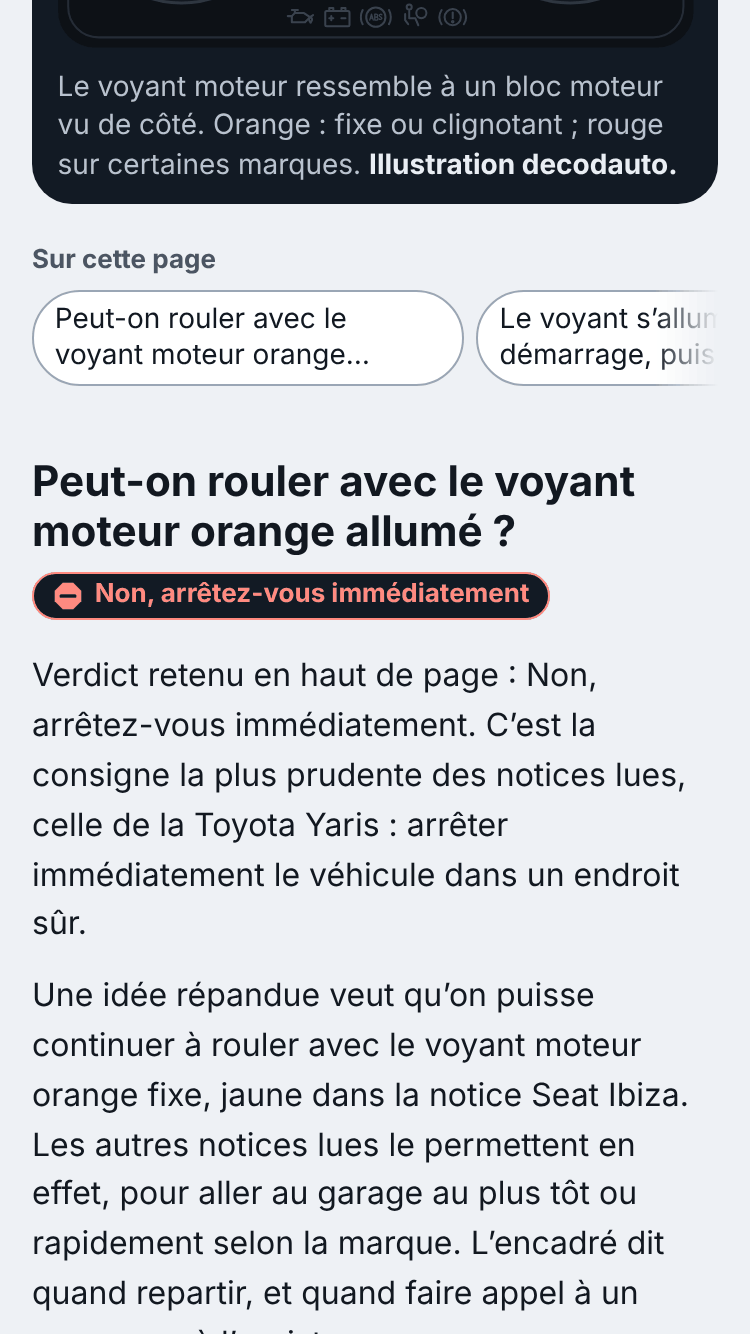 ABS
Le voyant moteur ressemble à un bloc moteur
vu de côté. Orange : fixe ou clignotant ; rouge
sur certaines marques. Illustration decodauto.
Sur cette page
Peut-on rouler avec le
voyant moteur orange…
Le voyant s’allum
démarrage, puis
Peut-on rouler avec le voyant
moteur orange allumé ?
Non, arrêtez-vous immédiatement
Verdict retenu en haut de page : Non,
arrêtez-vous immédiatement. C’est la
consigne la plus prudente des notices lues,
celle de la Toyota Yaris : arrêter
immédiatement le véhicule dans un endroit
sûr.
Une idée répandue veut qu’on puisse
continuer à rouler avec le voyant moteur
orange fixe, jaune dans la notice Seat Ibiza.
Les autres notices lues le permettent en
effet, pour aller au garage au plus tôt ou
rapidement selon la marque. L’encadré dit
quand repartir, et quand faire appel à un